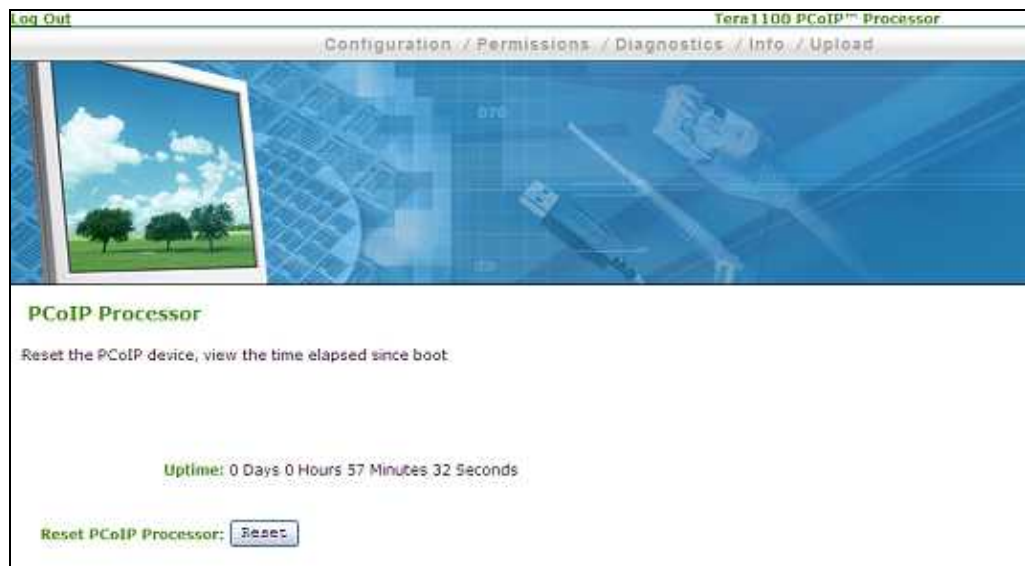 Log Out Tera1100 PCoIP™ Processor
Configuration / Permissions / Diagnostics / Info / Upload
070
PCoIP Processor
Reset the PCoIP device, view the time elapsed since boot
Uptime: 0 Days 0 Hours 57 Minutes 32 Seconds
Reset PCoIP Processor: Reset